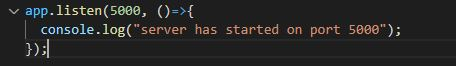 app.listen(5000, ()=>{
  console.log("server has started on port 5000");
});